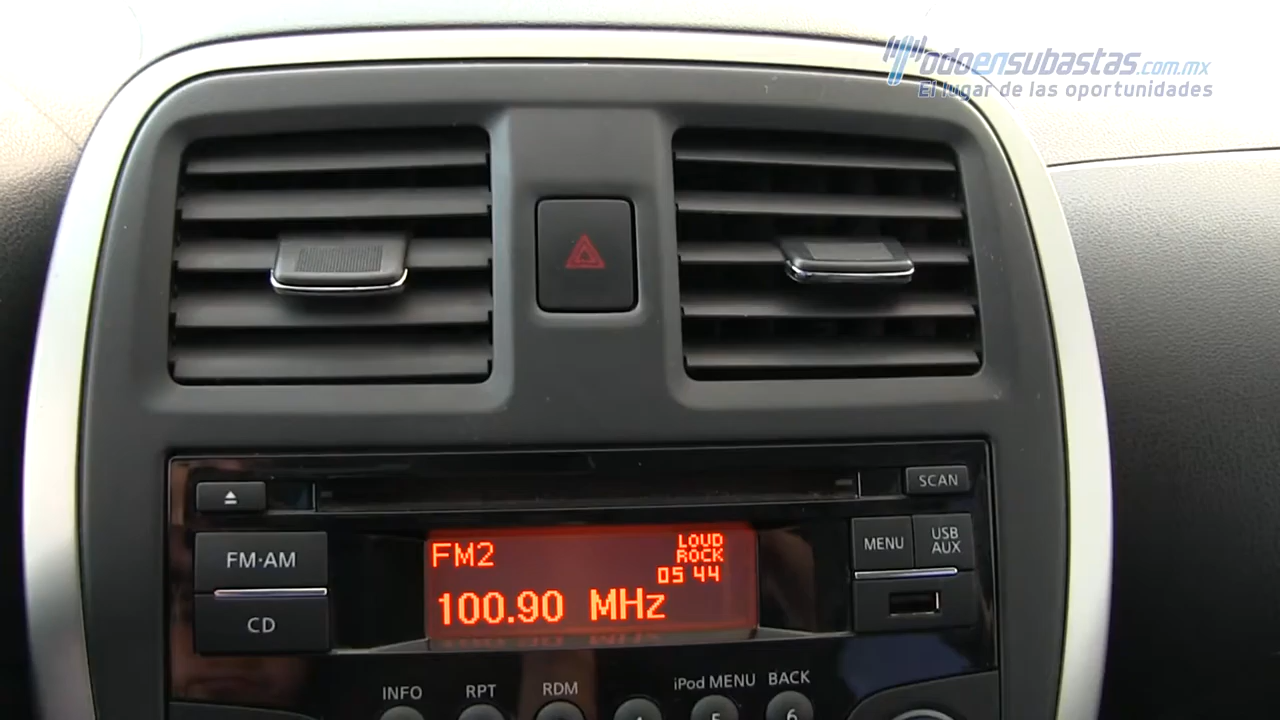 Todoensubastas.com.mx
El lugar de las oportunidades
SCAN
FM·AM
CD
FM2
LOUD
ROCK
05 44
100.90 MHz
MENU
USB
AUX
INFO
RPT
RDM
iPod MENU
BACK
4
5
6